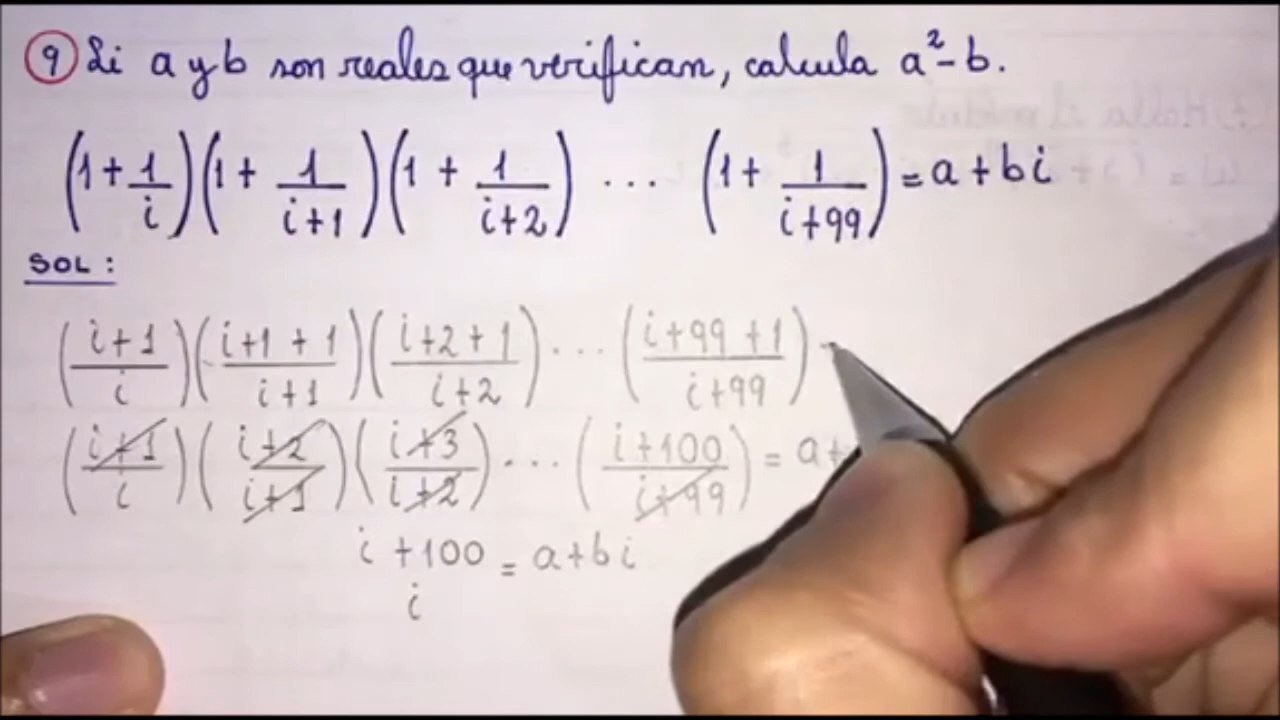 9 Si a y b son reales que verifican, calcula a² - b.
(1 + 1/i)(1 + 1/(i+1))(1 + 1/(i+2)) ... (1 + 1/(i+99)) = a + bi
SOL:
((i+1)/i)((i+1+1)/(i+1))((i+2+1)/(i+2)) ... ((i+99+1)/(i+99))
((i+1)/i)((i+2)/(i+1))((i+3)/(i+2)) ... ((i+100)/(i+99)) = a+
i + 100 = a + bi
i